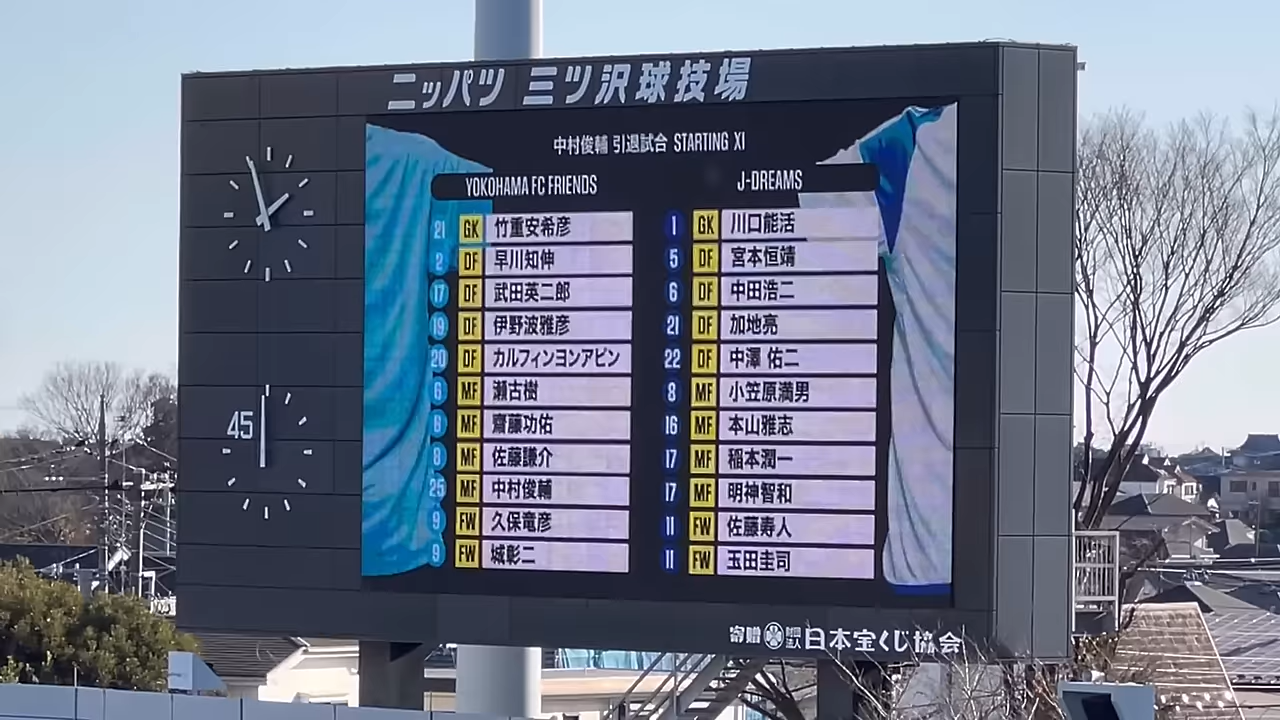 ニッパツ 三ツ沢球技場
中村俊輔 引退試合 STARTING XI
YOKOHAMA FC FRIENDS
21 GK 竹重安希彦
2 DF 早川知伸
17 DF 武田英二郎
19 DF 伊野波雅彦
20 DF カルフィンヨンアピン
6 MF 瀬古樹
8 MF 齋藤功佑
8 MF 佐藤謙介
25 MF 中村俊輔
9 FW 久保竜彦
9 FW 城彰二
J-DREAMS
1 GK 川口能活
5 DF 宮本恒靖
6 DF 中田浩二
21 DF 加地亮
22 DF 中澤 佑二
8 MF 小笠原満男
16 MF 本山雅志
17 MF 稲本潤一
17 MF 明神智和
11 FW 佐藤寿人
11 FW 玉田圭司
45
寄贈 財団法人 日本宝くじ協会